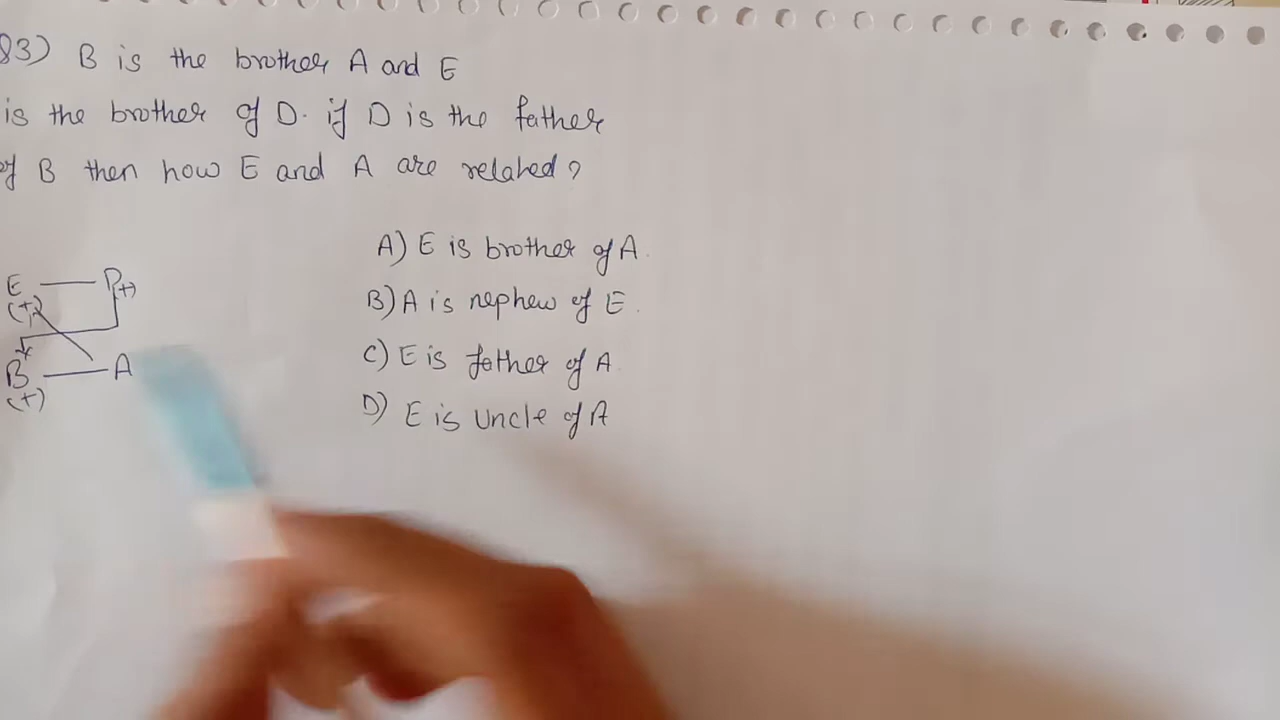 Q3) B is the brother A and E
is the brother of D. if D is the father
of B then how E and A are related?
A) E is brother of A.
B) A is nephew of E.
C) E is father of A
D) E is uncle of A
E D
(+) (+)
B A
(+)